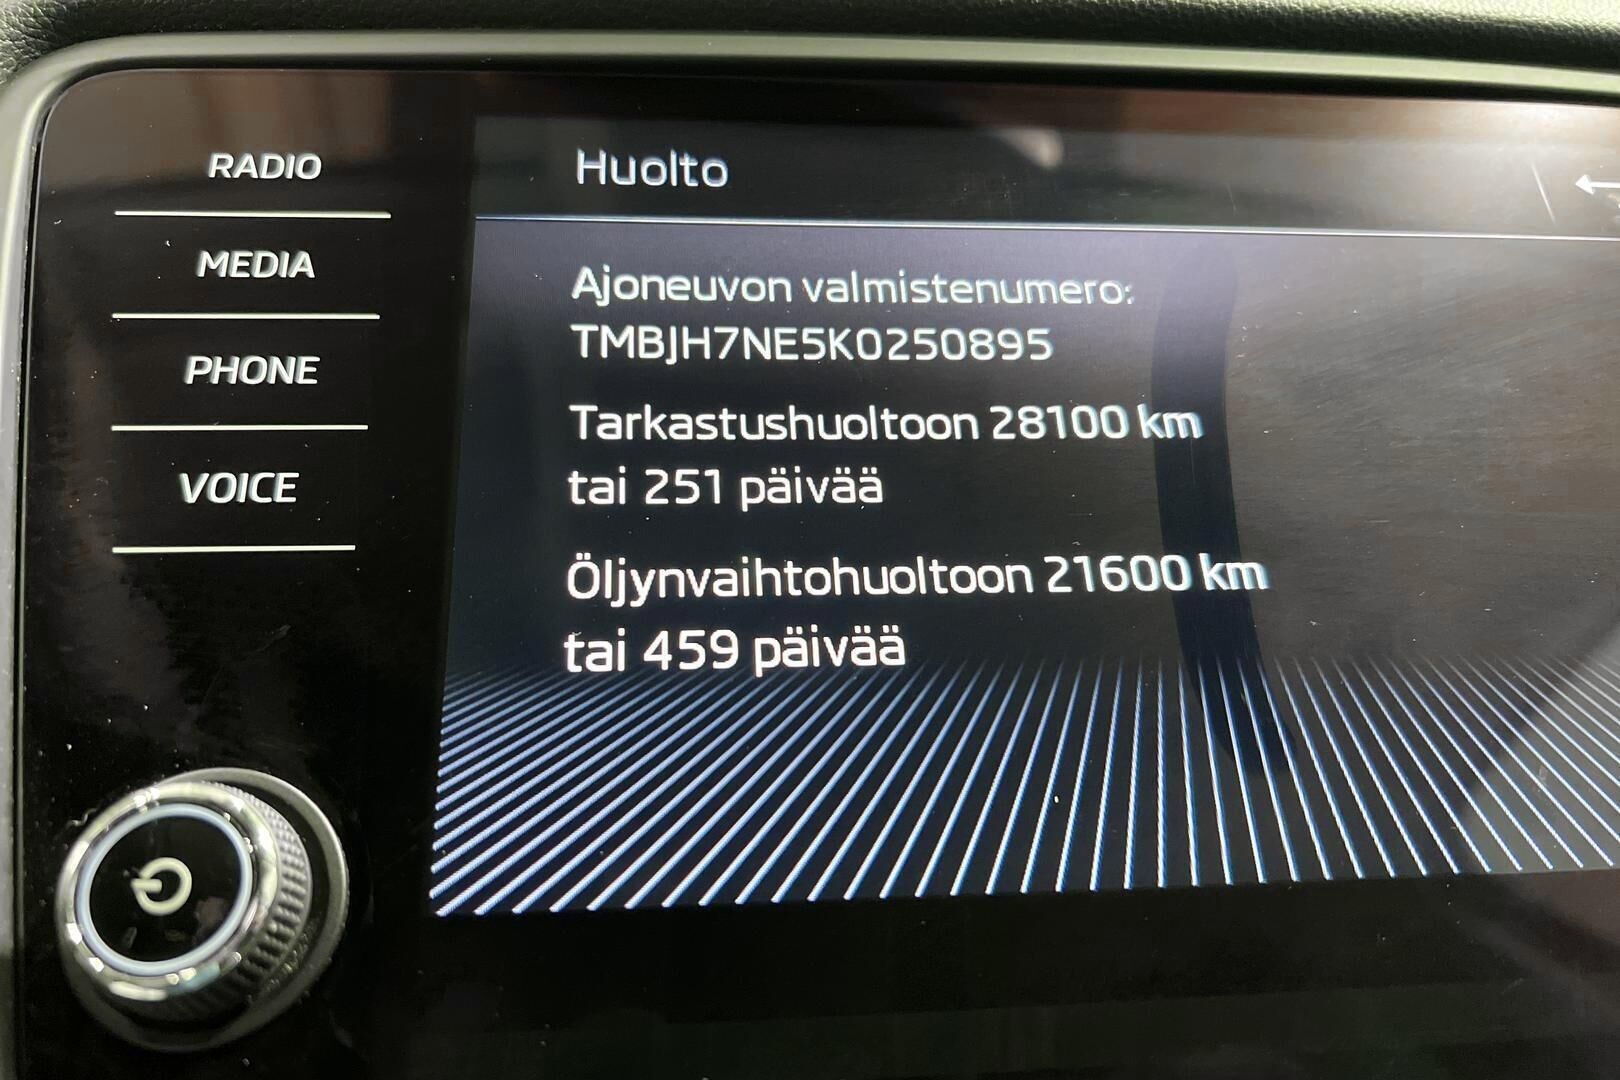 RADIO
MEDIA
PHONE
VOICE
Huolto
Ajoneuvon valmistenumero:
TMBJH7NE5K0250895
Tarkastushuoltoon 28100 km
tai 251 päivää
Öljynvaihtohuoltoon 21600 km
tai 459 päivää